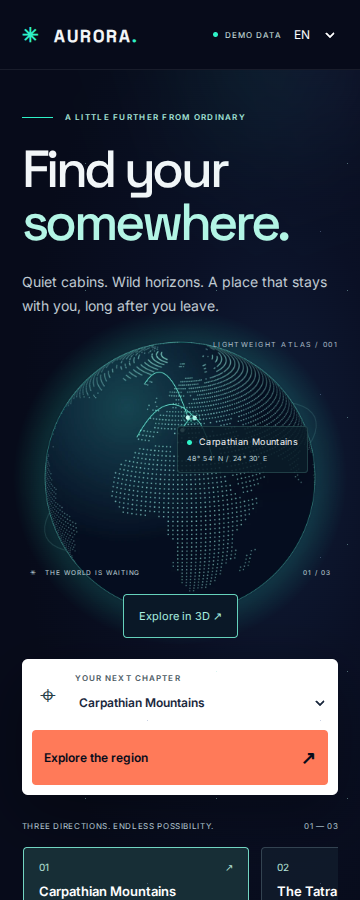 AURORA.
DEMO DATA
EN
A LITTLE FURTHER FROM ORDINARY
Find your
somewhere.
Quiet cabins. Wild horizons. A place that stays
with you, long after you leave.
LIGHTWEIGHT ATLAS / 001
Carpathian Mountains
48° 54' N / 24° 30' E
THE WORLD IS WAITING
01 / 03
Explore in 3D ↗
YOUR NEXT CHAPTER
Carpathian Mountains
Explore the region ↗
THREE DIRECTIONS. ENDLESS POSSIBILITY.
01 — 03
01 ↗
Carpathian Mountains
02
The Tatra